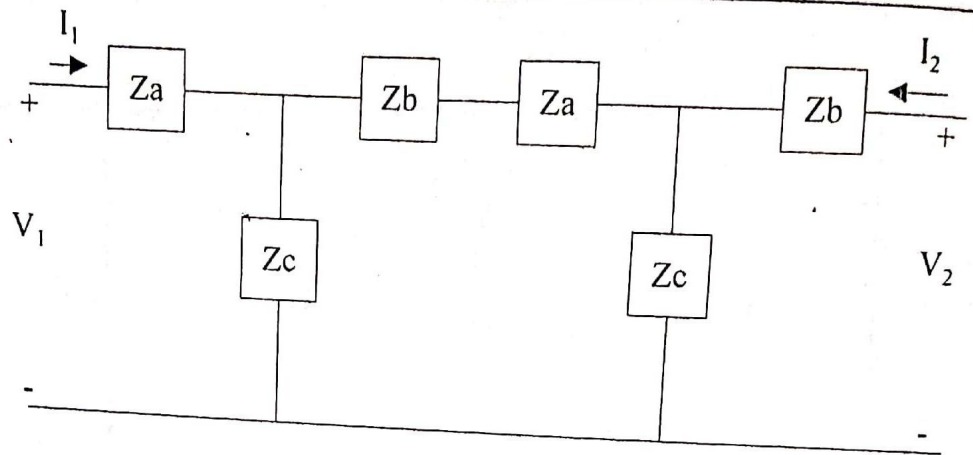 I₁
I₂
Za
Zb
Za
Zb
+
+
V₁
Zc
Zc
V₂
-
-